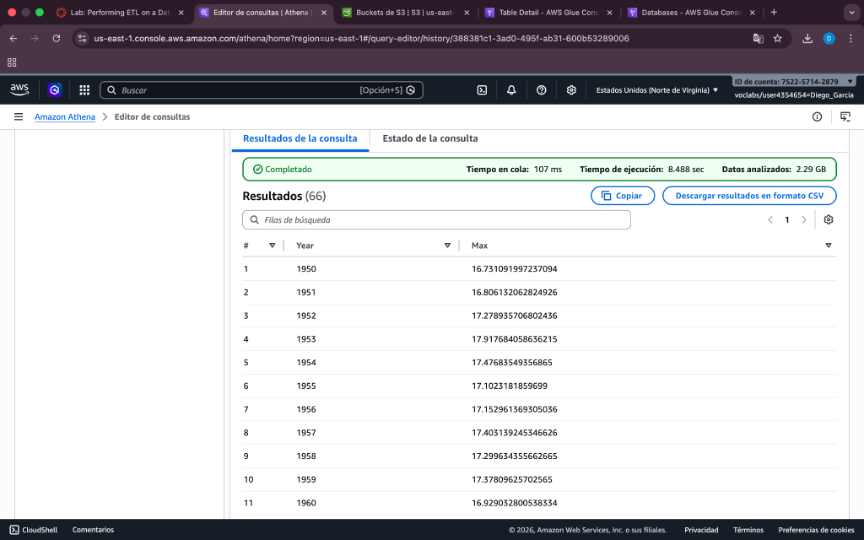 Lab: Performing ETL on a Dat
Editor de consultas | Athena
Buckets de S3 | S3 | us-east-
Table Detail - AWS Glue Cons
Databases - AWS Glue Consc
us-east-1.console.aws.amazon.com/athena/home?region=us-east-1#/query-editor/history/388381c1-3ad0-495f-ab31-600b53289006
D
aws
Buscar
[Opción+S]
Estados Unidos (Norte de Virginia)
ID de cuenta: 7522-5714-2879
voclabs/user4354654=Diego_Garcia
Amazon Athena
Editor de consultas
Resultados de la consulta
Estado de la consulta
Completado
Tiempo en cola: 107 ms
Tiempo de ejecución: 8.488 sec
Datos analizados: 2.29 GB
Resultados (66)
Copiar
Descargar resultados en formato CSV
Filas de búsqueda
1
# Year Max
1 1950 16.731091997237094
2 1951 16.806132062824926
3 1952 17.278935706802436
4 1953 17.917684058636215
5 1954 17.47683549356865
6 1955 17.1023181859699
7 1956 17.152961369305036
8 1957 17.403139245346626
9 1958 17.299634355662665
10 1959 17.37809625702565
11 1960 16.929032800538334
CloudShell
Comentarios
© 2026, Amazon Web Services, Inc. o sus filiales.
Privacidad
Términos
Preferencias de cookies